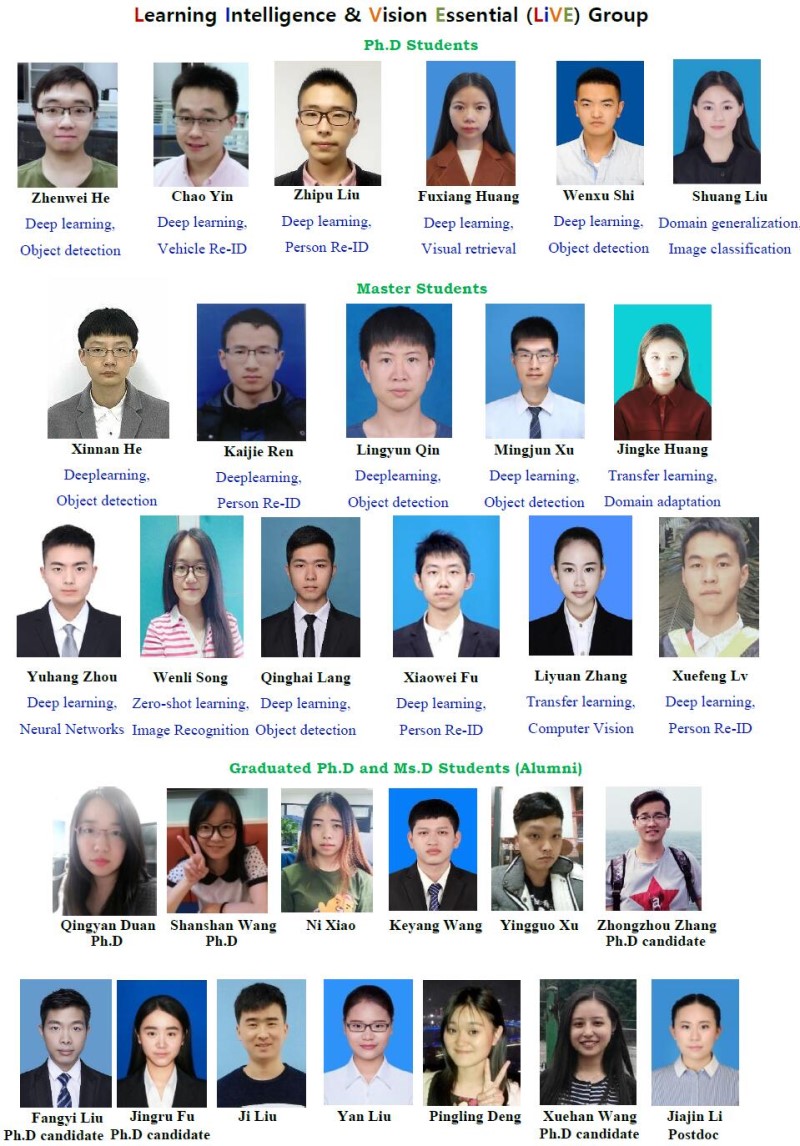 Learning Intelligence & Vision Essential (LiVE) Group
Ph.D Students
Zhenwei He
Deep learning,
Object detection
Chao Yin
Deep learning,
Vehicle Re-ID
Zhipu Liu
Deep learning,
Person Re-ID
Fuxiang Huang
Deep learning,
Visual retrieval
Wenxu Shi
Deep learning,
Object detection
Shuang Liu
Domain generalization,
Image classification
Master Students
Xinnan He
Deeplearning,
Object detection
Kaijie Ren
Deeplearning,
Person Re-ID
Lingyun Qin
Deeplearning,
Object detection
Mingjun Xu
Deep learning,
Object detection
Jingke Huang
Transfer learning,
Domain adaptation
Yuhang Zhou
Deep learning,
Neural Networks
Wenli Song
Zero-shot learning,
Image Recognition
Qinghai Lang
Deep learning,
Object detection
Xiaowei Fu
Deep learning,
Person Re-ID
Liyuan Zhang
Transfer learning,
Computer Vision
Xuefeng Lv
Deep learning,
Person Re-ID
Graduated Ph.D and Ms.D Students (Alumni)
Qingyan Duan
Ph.D
Shanshan Wang
Ph.D
Ni Xiao
Keyang Wang
Yingguo Xu
Zhongzhou Zhang
Ph.D candidate
Fangyi Liu
Ph.D candidate
Jingru Fu
Ph.D candidate
Ji Liu
Yan Liu
Pingling Deng
Xuehan Wang
Ph.D candidate
Jiajin Li
Postdoc